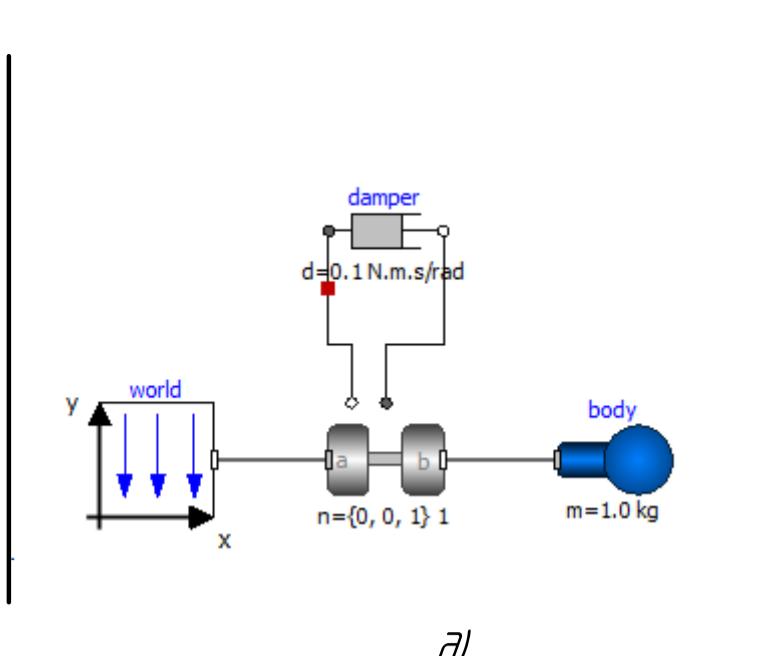 damper
d=0.1 N.m.s/rad
world
y
body
a
b
n={0, 0, 1} 1
m=1.0 kg
x
a)